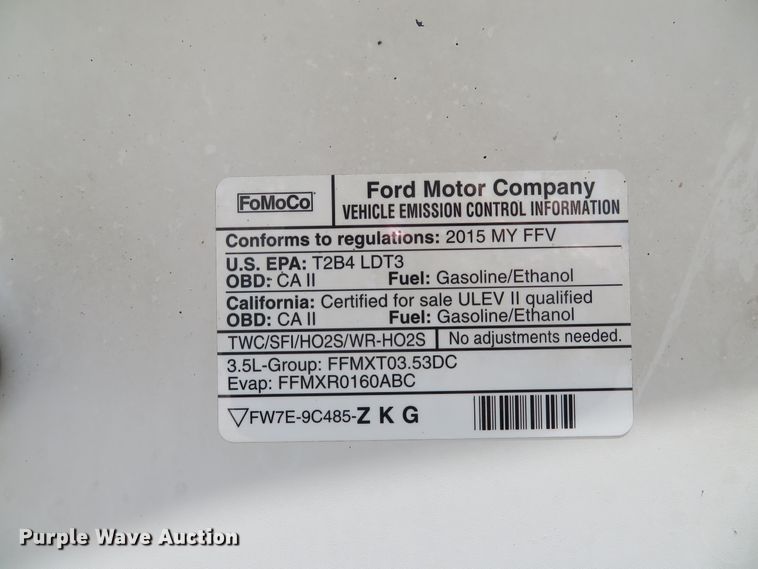 FoMoCo
Ford Motor Company
VEHICLE EMISSION CONTROL INFORMATION
Conforms to regulations: 2015 MY FFV
U.S. EPA: T2B4 LDT3
OBD: CA II Fuel: Gasoline/Ethanol
California: Certified for sale ULEV II qualified
OBD: CA II Fuel: Gasoline/Ethanol
TWC/SFI/HO2S/WR-HO2S No adjustments needed.
3.5L-Group: FFMXT03.53DC
Evap: FFMXR0160ABC
FW7E-9C485-Z K G
Purple Wave Auction